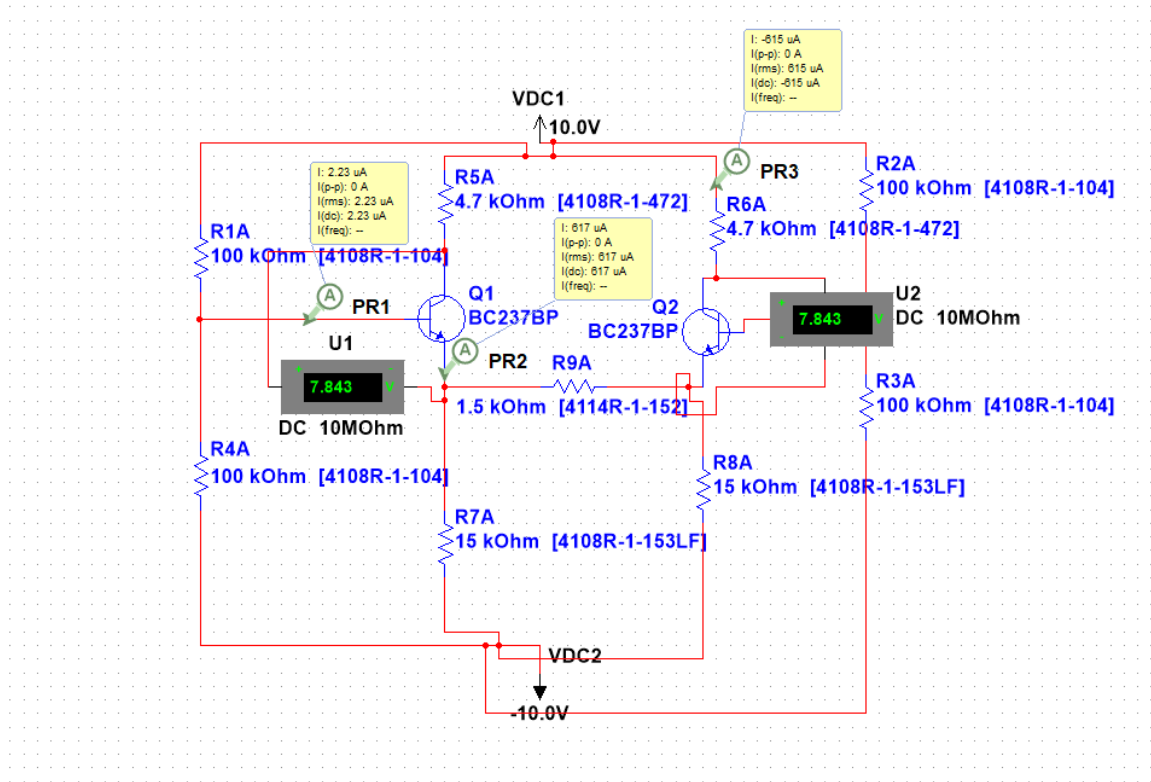 I: -615 uA
I(p-p): 0 A
I(rms): 615 uA
I(dc): -615 uA
I(freq): --
VDC1
10.0V
A
PR3
R2A
100 kOhm [4108R-1-104]
I: 2.23 uA
I(p-p): 0 A
I(rms): 2.23 uA
I(dc): 2.23 uA
I(freq): --
R5A
4.7 kOhm [4108R-1-472]
R6A
4.7 kOhm [4108R-1-472]
R1A
100 kOhm [4108R-1-104]
I: 617 uA
I(p-p): 0 A
I(rms): 617 uA
I(dc): 617 uA
I(freq): --
A
PR1
Q1
BC237BP
Q2
BC237BP
U2
DC 10MOhm
+
7.843
V
-
U1
A
PR2
R9A
1.5 kOhm [4114R-1-152]
+
-
7.843
V
DC 10MOhm
R3A
100 kOhm [4108R-1-104]
R4A
100 kOhm [4108R-1-104]
R8A
15 kOhm [4108R-1-153LF]
R7A
15 kOhm [4108R-1-153LF]
VDC2
-10.0V